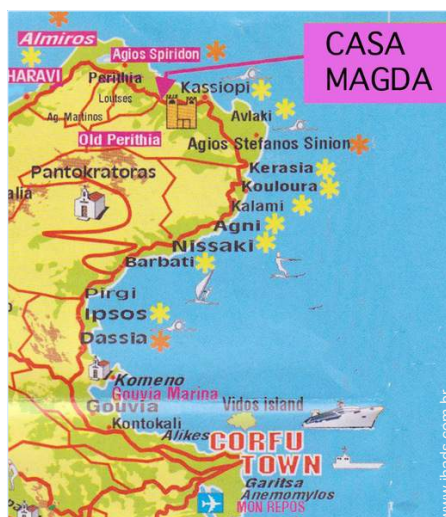 CASA
MAGDA
Almiros
HARAVI
Agios Spiridon
Perithia
Kassiopi
Loutses
Ag. Martinos
Avlaki
Old Perithia
Agios Stefanos Sinion
Pantokratoras
Kerasia
Kouloura
alia
Kalami
Agni
Nissaki
Barbati
Pirgi
Ipsos
Dassia
Komeno
Gouvia Marina
Gouvia
Vidos island
Kontokali
Alikes
CORFU
TOWN
Garitsa
Anemomylos
MON REPOS